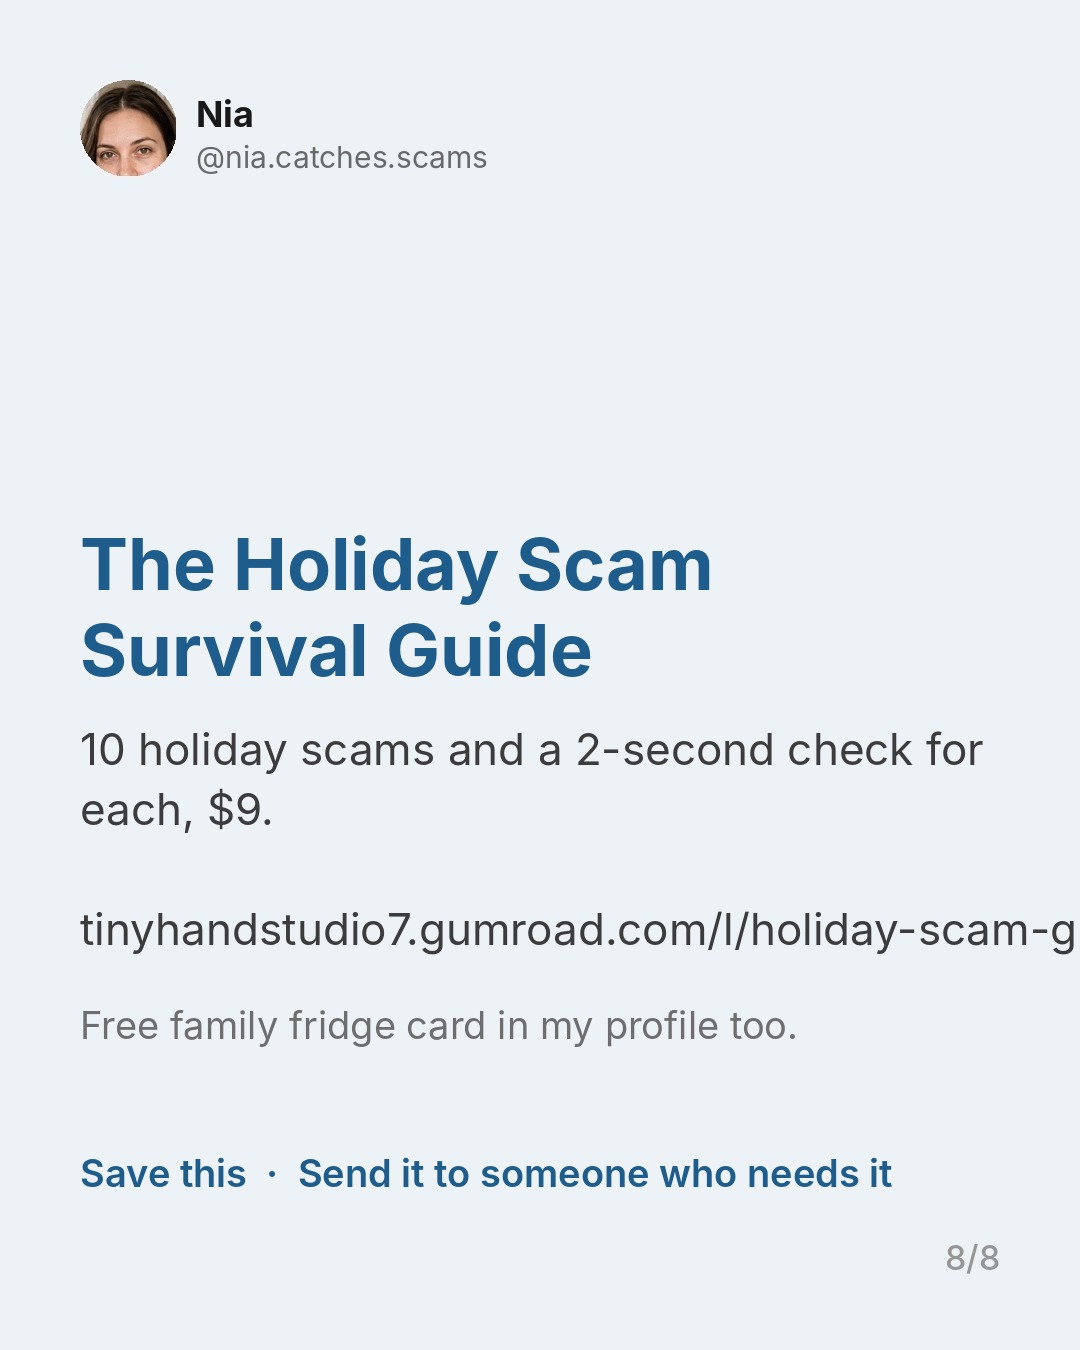 Nia
@nia.catches.scams
The Holiday Scam
Survival Guide
10 holiday scams and a 2-second check for
each, $9.
tinyhandstudio7.gumroad.com/l/holiday-scam-g
Free family fridge card in my profile too.
Save this · Send it to someone who needs it
8/8